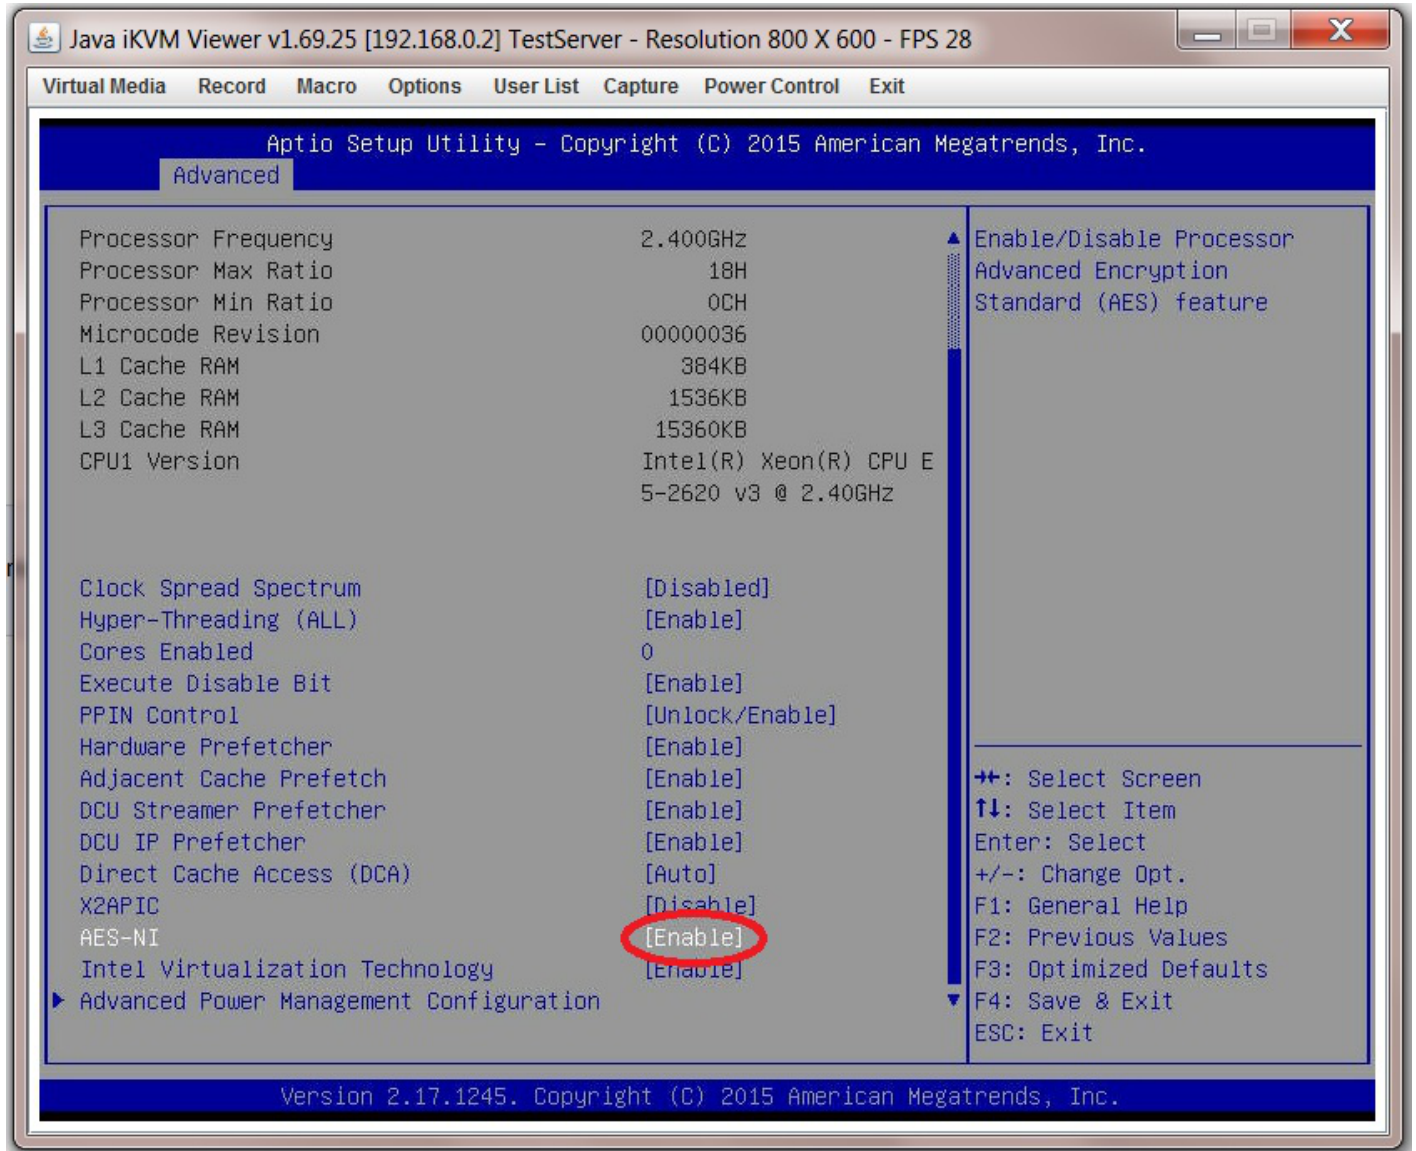 Java iKVM Viewer v1.69.25 [192.168.0.2] TestServer - Resolution 800 X 600 - FPS 28
Virtual Media Record Macro Options User List Capture Power Control Exit
Aptio Setup Utility – Copyright (C) 2015 American Megatrends, Inc.
Advanced
Processor Frequency 2.400GHz
Processor Max Ratio 18H
Processor Min Ratio 0CH
Microcode Revision 00000036
L1 Cache RAM 384KB
L2 Cache RAM 1536KB
L3 Cache RAM 15360KB
CPU1 Version Intel(R) Xeon(R) CPU E
5-2620 v3 @ 2.40GHz
Clock Spread Spectrum [Disabled]
Hyper-Threading (ALL) [Enable]
Cores Enabled 0
Execute Disable Bit [Enable]
PPIN Control [Unlock/Enable]
Hardware Prefetcher [Enable]
Adjacent Cache Prefetch [Enable]
DCU Streamer Prefetcher [Enable]
DCU IP Prefetcher [Enable]
Direct Cache Access (DCA) [Auto]
X2APIC [Disable]
AES-NI [Enable]
Intel Virtualization Technology [Enable]
Advanced Power Management Configuration
Enable/Disable Processor
Advanced Encryption
Standard (AES) feature
→←: Select Screen
↑↓: Select Item
Enter: Select
+/-: Change Opt.
F1: General Help
F2: Previous Values
F3: Optimized Defaults
F4: Save & Exit
ESC: Exit
Version 2.17.1245. Copyright (C) 2015 American Megatrends, Inc.